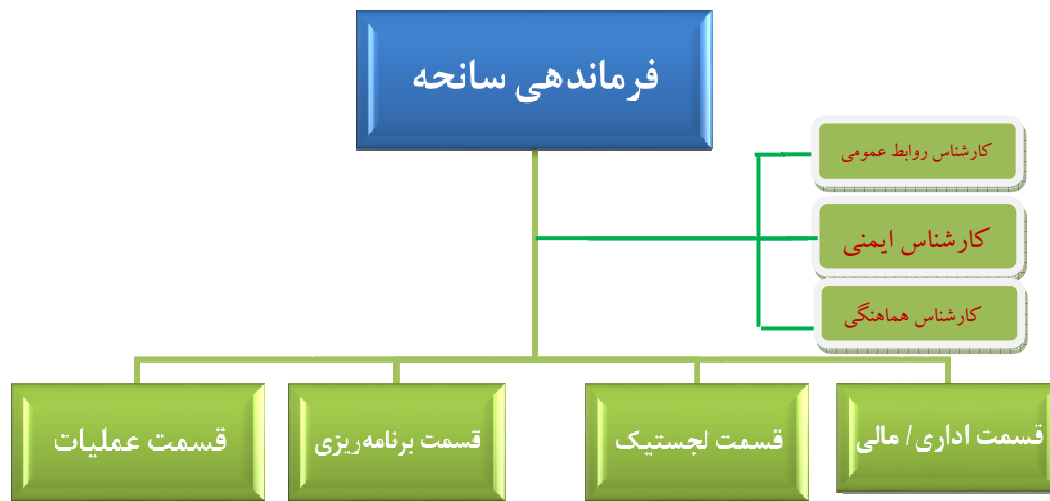 فرماندهی سانحه
کارشناس روابط عمومی
کارشناس ایمنی
کارشناس هماهنگی
قسمت اداری/ مالی
قسمت لجستیک
قسمت برنامه‌ریزی
قسمت عملیات